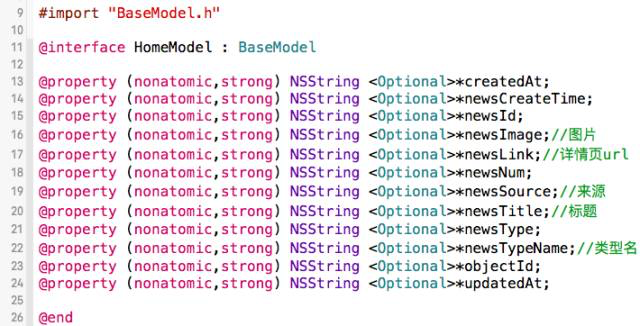 9 #import "BaseModel.h"
10
11 @interface HomeModel : BaseModel
12
13 @property (nonatomic,strong) NSString <Optional>*createdAt;
14 @property (nonatomic,strong) NSString <Optional>*newsCreateTime;
15 @property (nonatomic,strong) NSString <Optional>*newsId;
16 @property (nonatomic,strong) NSString <Optional>*newsImage;//图片
17 @property (nonatomic,strong) NSString <Optional>*newsLink;//详情页url
18 @property (nonatomic,strong) NSString <Optional>*newsNum;
19 @property (nonatomic,strong) NSString <Optional>*newsSource;//来源
20 @property (nonatomic,strong) NSString <Optional>*newsTitle;//标题
21 @property (nonatomic,strong) NSString <Optional>*newsType;
22 @property (nonatomic,strong) NSString <Optional>*newsTypeName;//类型名
23 @property (nonatomic,strong) NSString <Optional>*objectId;
24 @property (nonatomic,strong) NSString <Optional>*updatedAt;
25
26 @end